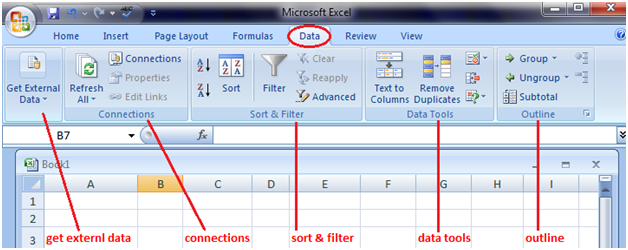 Microsoft Excel
Home Insert Page Layout Formulas Data Review View
Get External Data
Refresh All
Connections
Properties
Edit Links
Connections
Sort
Filter
Clear
Reapply
Advanced
Sort & Filter
Text to Columns
Remove Duplicates
Data Tools
Group
Ungroup
Subtotal
Outline
B7 fx
Book1
A B C D E F G H I
1
2
3
get externl data connections sort & filter data tools outline